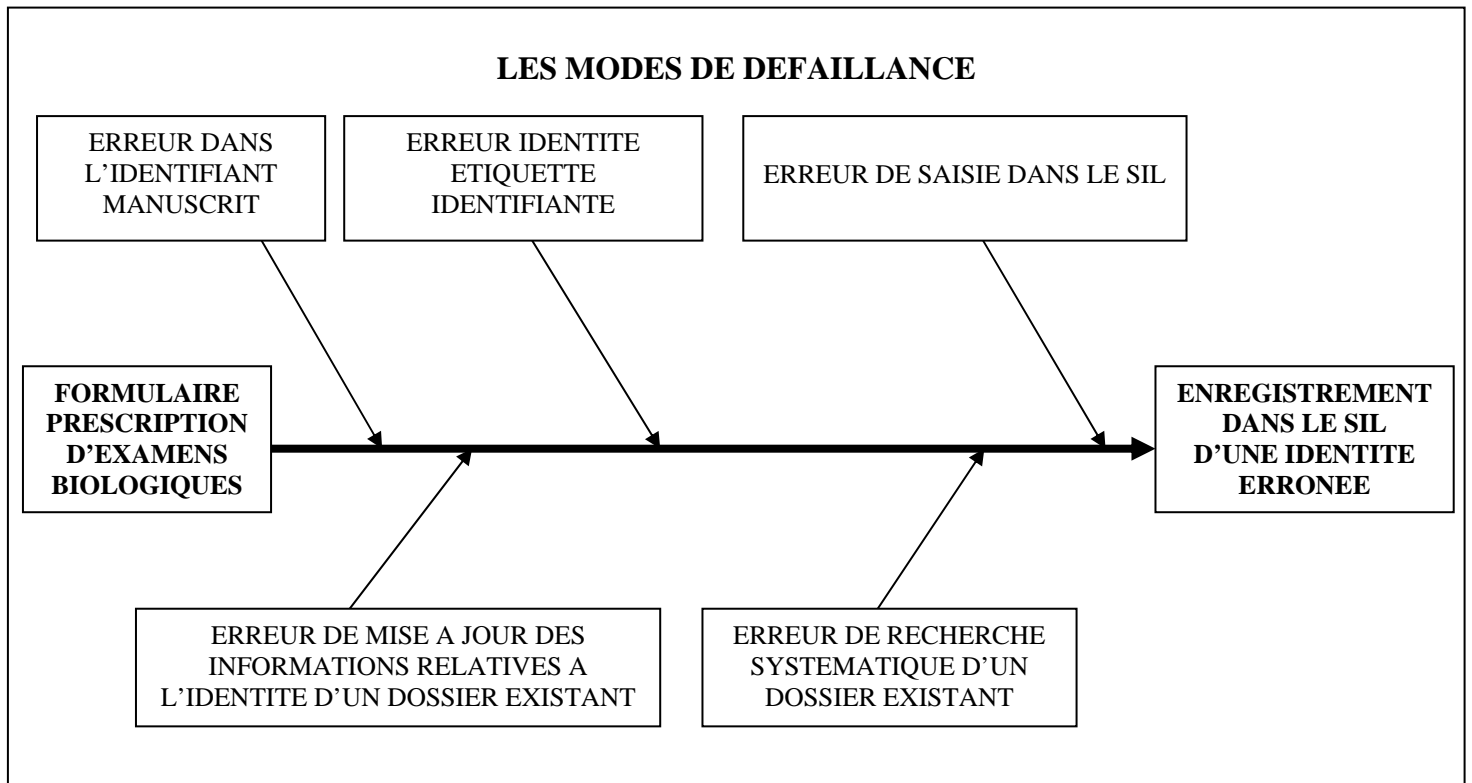 LES MODES DE DEFAILLANCE
ERREUR DANS
L’IDENTIFIANT
MANUSCRIT
ERREUR IDENTITE
ETIQUETTE
IDENTIFIANTE
ERREUR DE SAISIE DANS LE SIL
FORMULAIRE
PRESCRIPTION
D’EXAMENS
BIOLOGIQUES
ENREGISTREMENT
DANS LE SIL
D’UNE IDENTITE
ERRONEE
ERREUR DE MISE A JOUR DES
INFORMATIONS RELATIVES A
L’IDENTITE D’UN DOSSIER EXISTANT
ERREUR DE RECHERCHE
SYSTEMATIQUE D’UN
DOSSIER EXISTANT